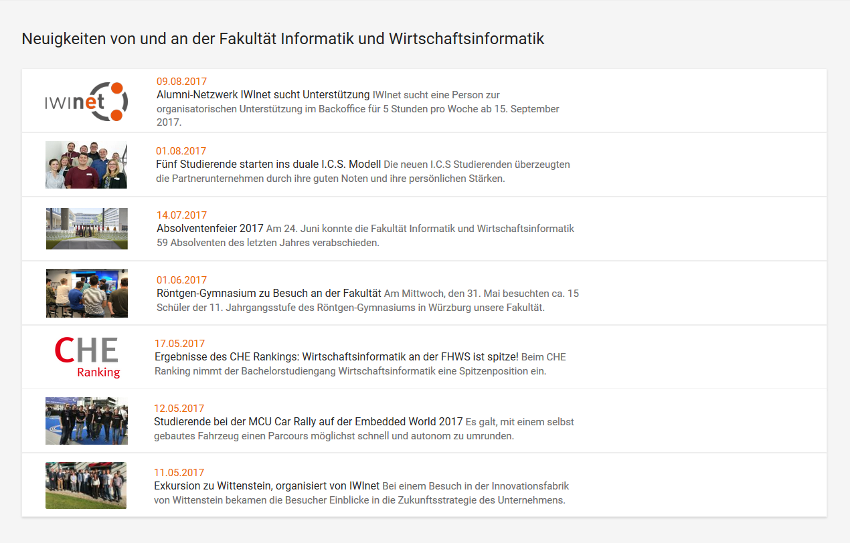 Neuigkeiten von und an der Fakultät Informatik und Wirtschaftsinformatik
IWInet
09.08.2017
Alumni-Netzwerk IWInet sucht Unterstützung IWInet sucht eine Person zur
organisatorischen Unterstützung im Backoffice für 5 Stunden pro Woche ab 15. September
2017.
01.08.2017
Fünf Studierende starten ins duale I.C.S. Modell Die neuen I.C.S Studierenden überzeugten
die Partnerunternehmen durch ihre guten Noten und ihre persönlichen Stärken.
14.07.2017
Absolventenfeier 2017 Am 24. Juni konnte die Fakultät Informatik und Wirtschaftsinformatik
59 Absolventen des letzten Jahres verabschieden.
01.06.2017
Röntgen-Gymnasium zu Besuch an der Fakultät Am Mittwoch, den 31. Mai besuchten ca. 15
Schüler der 11. Jahrgangsstufe des Röntgen-Gymnasiums in Würzburg unsere Fakultät.
CHE
Ranking
17.05.2017
Ergebnisse des CHE Rankings: Wirtschaftsinformatik an der FHWS ist spitze! Beim CHE
Ranking nimmt der Bachelorstudiengang Wirtschaftsinformatik eine Spitzenposition ein.
12.05.2017
Studierende bei der MCU Car Rally auf der Embedded World 2017 Es galt, mit einem selbst
gebautes Fahrzeug einen Parcours möglichst schnell und autonom zu umrunden.
11.05.2017
Exkursion zu Wittenstein, organisiert von IWInet Bei einem Besuch in der Innovationsfabrik
von Wittenstein bekamen die Besucher Einblicke in die Zukunftsstrategie des Unternehmens.